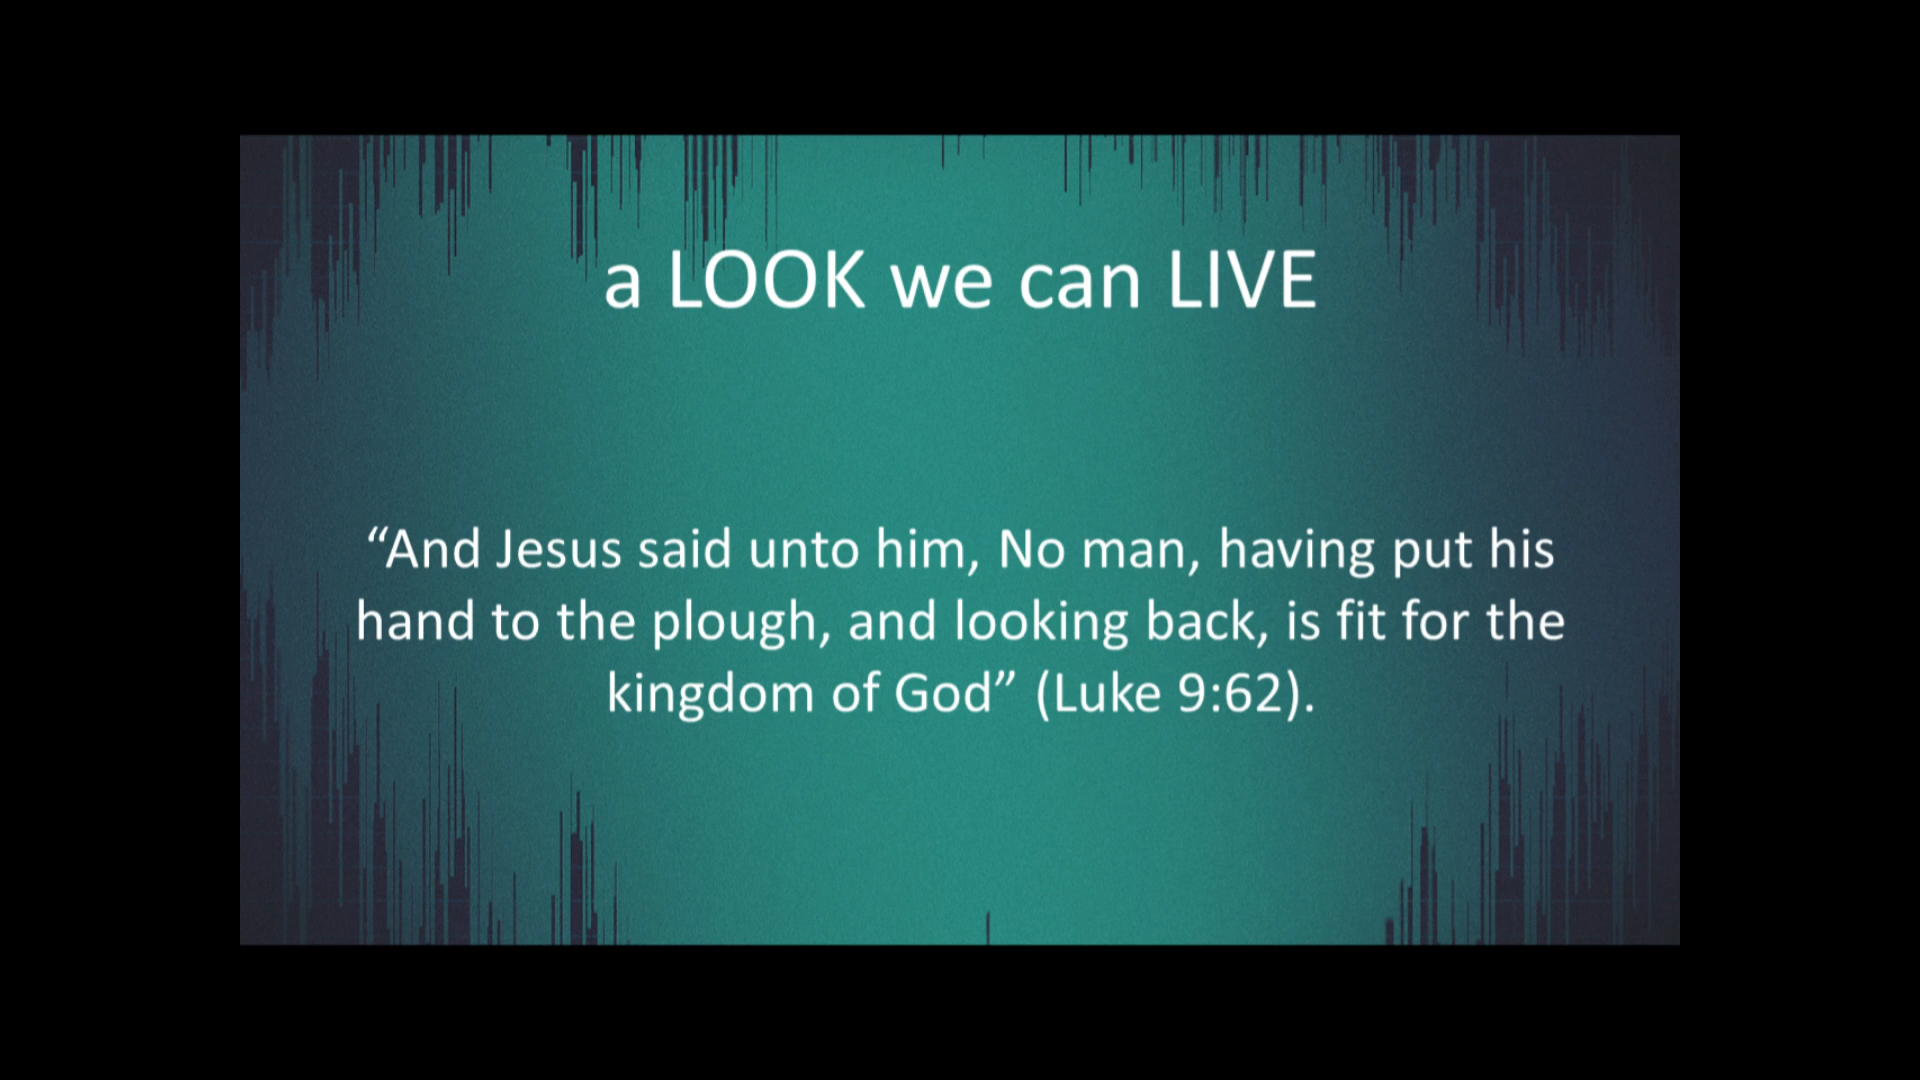 a LOOK we can LIVE
“And Jesus said unto him, No man, having put his
hand to the plough, and looking back, is fit for the
kingdom of God” (Luke 9:62).